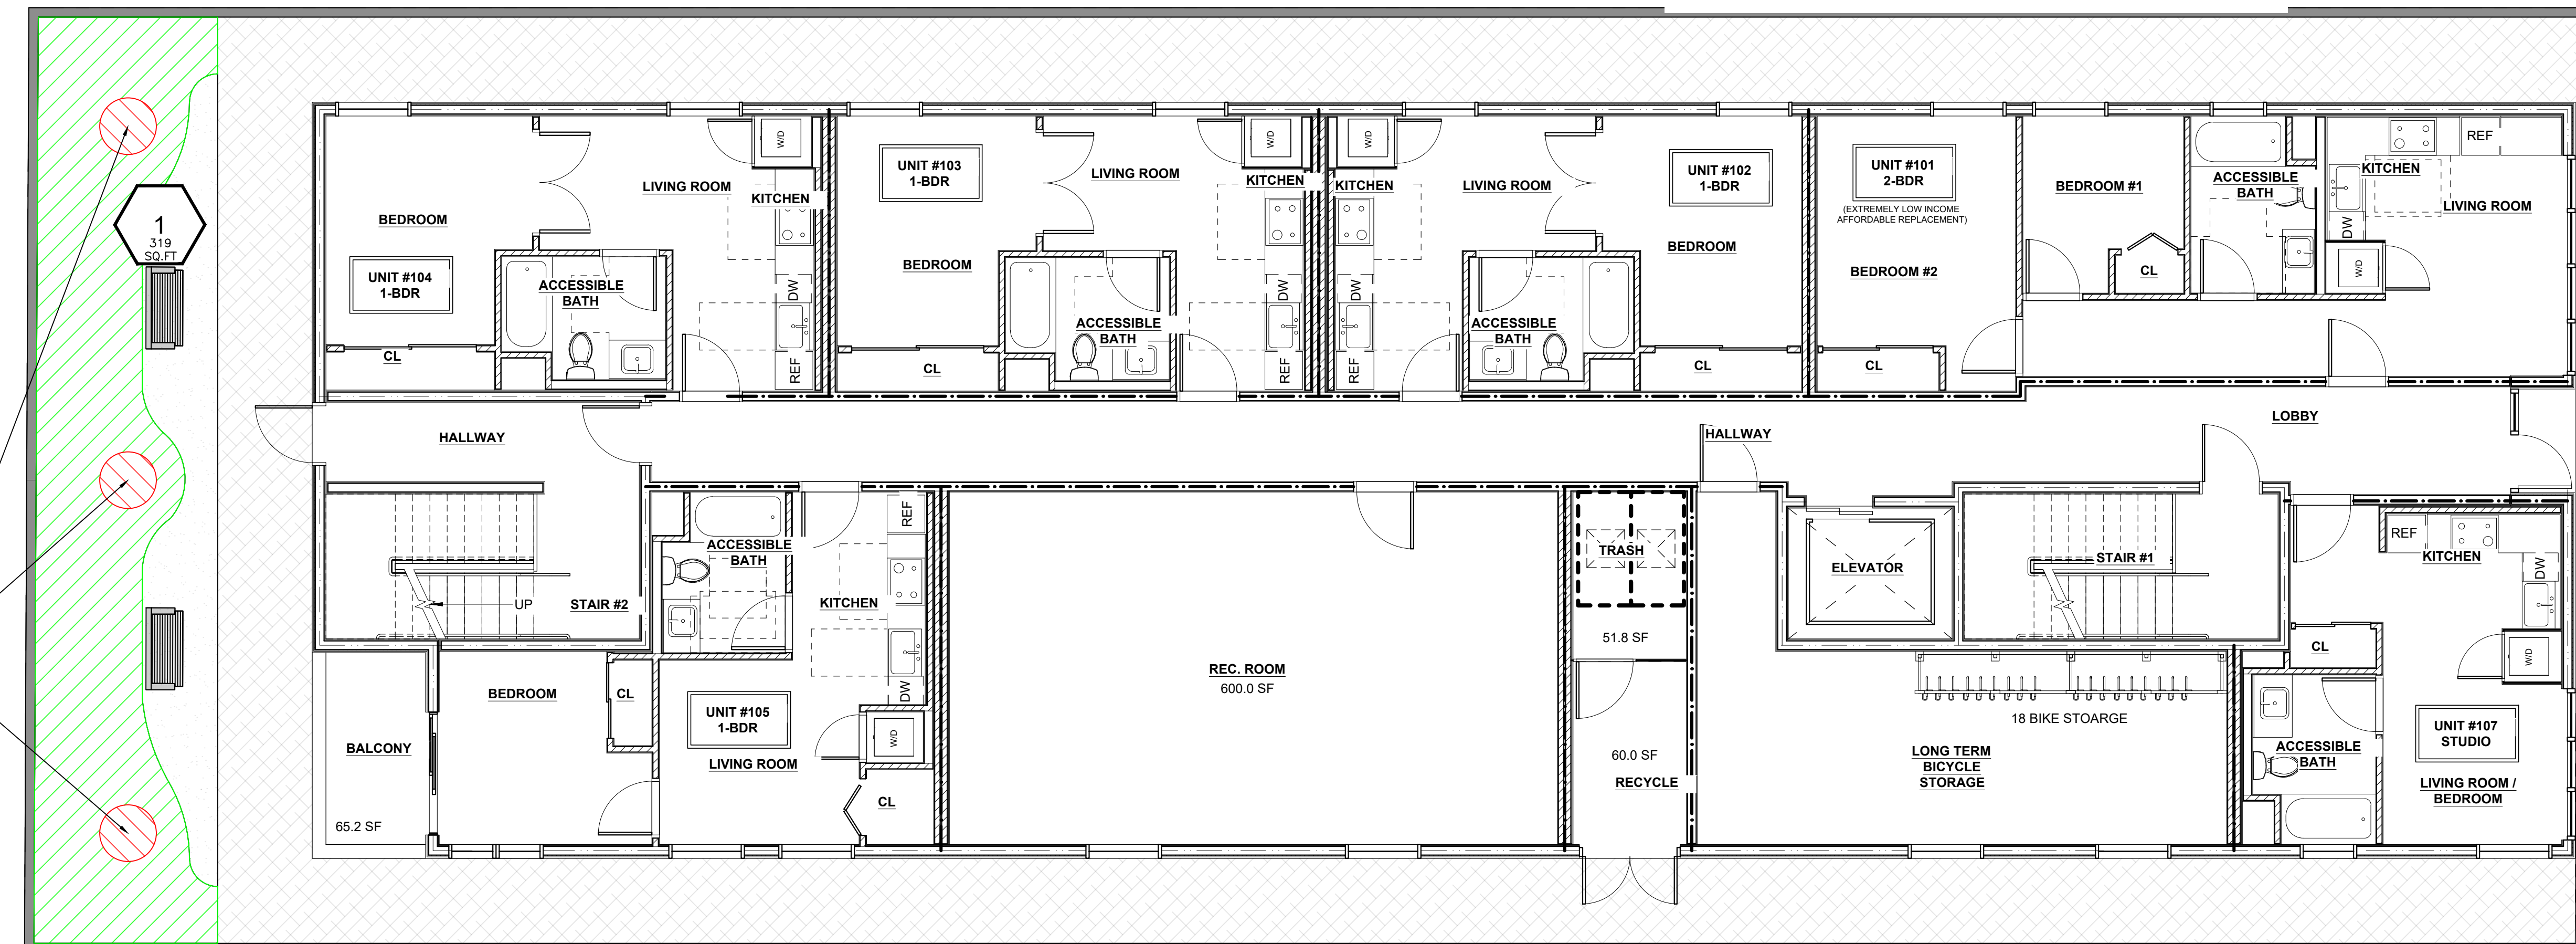 1
319
SQ.FT
BEDROOM
UNIT #104
1-BDR
CL
ACCESSIBLE
BATH
LIVING ROOM
KITCHEN
W/D
DW
REF
UNIT #103
1-BDR
BEDROOM
CL
LIVING ROOM
ACCESSIBLE
BATH
W/D
KITCHEN
DW
REF
W/D
KITCHEN
DW
REF
LIVING ROOM
ACCESSIBLE
BATH
UNIT #102
1-BDR
BEDROOM
CL
UNIT #101
2-BDR
(EXTREMELY LOW INCOME
AFFORDABLE REPLACEMENT)
BEDROOM #2
CL
BEDROOM #1
CL
ACCESSIBLE
BATH
KITCHEN
REF
LIVING ROOM
DW
W/D
HALLWAY
HALLWAY
LOBBY
UP
STAIR #2
BALCONY
65.2 SF
BEDROOM
CL
ACCESSIBLE
BATH
REF
KITCHEN
DW
UNIT #105
1-BDR
LIVING ROOM
W/D
CL
REC. ROOM
600.0 SF
TRASH
51.8 SF
60.0 SF
RECYCLE
ELEVATOR
STAIR #1
18 BIKE STOARGE
LONG TERM
BICYCLE
STORAGE
REF
KITCHEN
DW
CL
W/D
UNIT #107
STUDIO
ACCESSIBLE
BATH
LIVING ROOM /
BEDROOM